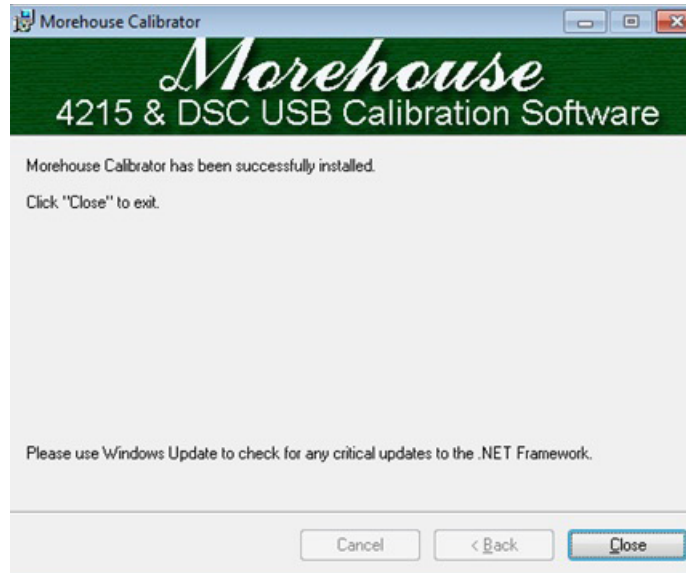 Morehouse Calibrator
Morehouse
4215 & DSC USB Calibration Software
Morehouse Calibrator has been successfully installed.
Click "Close" to exit.
Please use Windows Update to check for any critical updates to the .NET Framework.
Cancel
< Back
Close